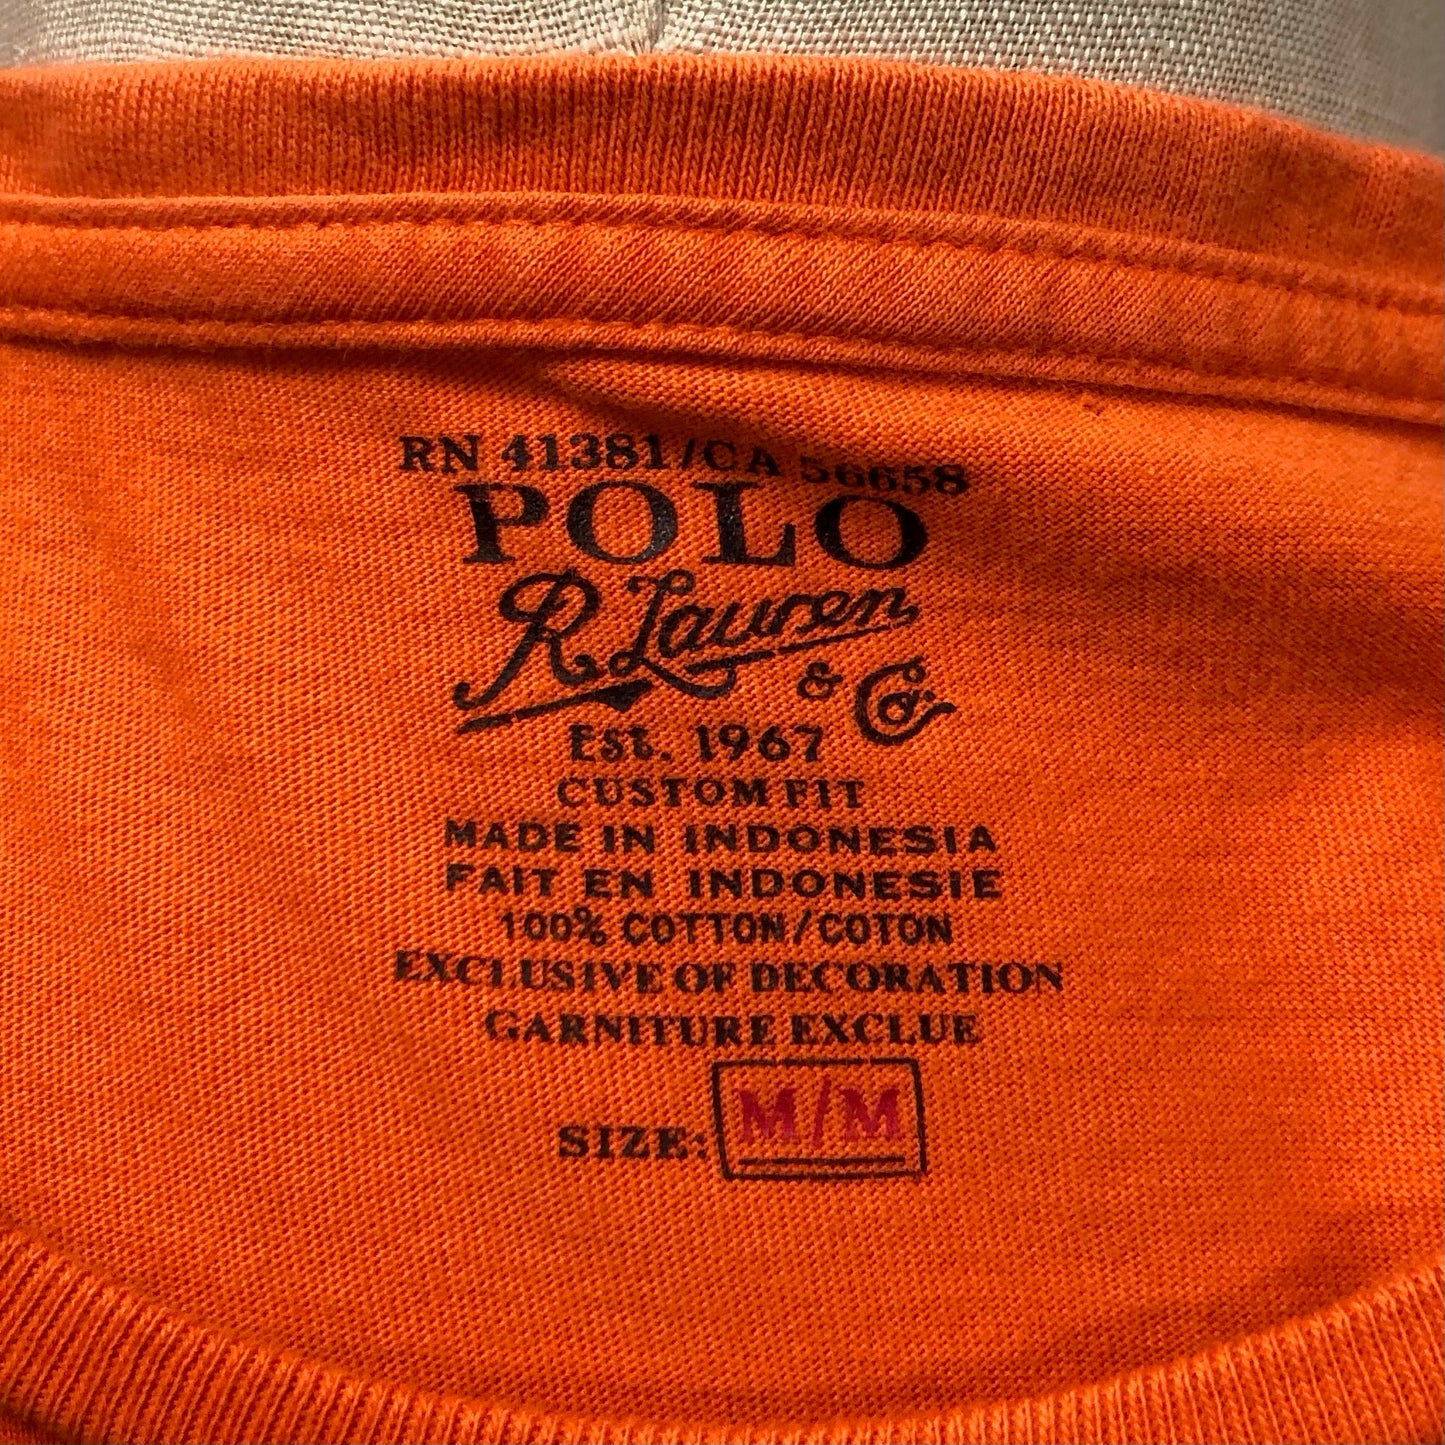 RN 41381/CA 56658
POLO
R Lauren
& Co
EST. 1967
CUSTOM FIT
MADE IN INDONESIA
FAIT EN INDONESIE
100% COTTON/COTON
EXCLUSIVE OF DECORATION
GARNITURE EXCLUE
SIZE: M/M